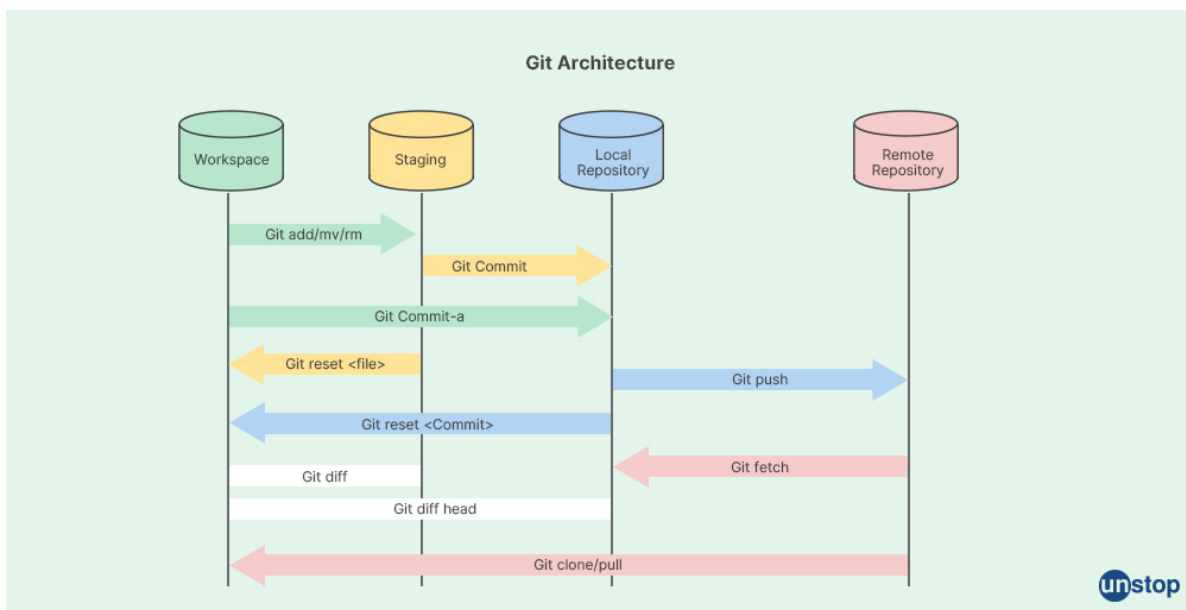 Git Architecture
Workspace
Staging
Local
Repository
Remote
Repository
Git add/mv/rm
Git Commit
Git Commit-a
Git reset <file>
Git push
Git reset <Commit>
Git fetch
Git diff
Git diff head
Git clone/pull
unstop